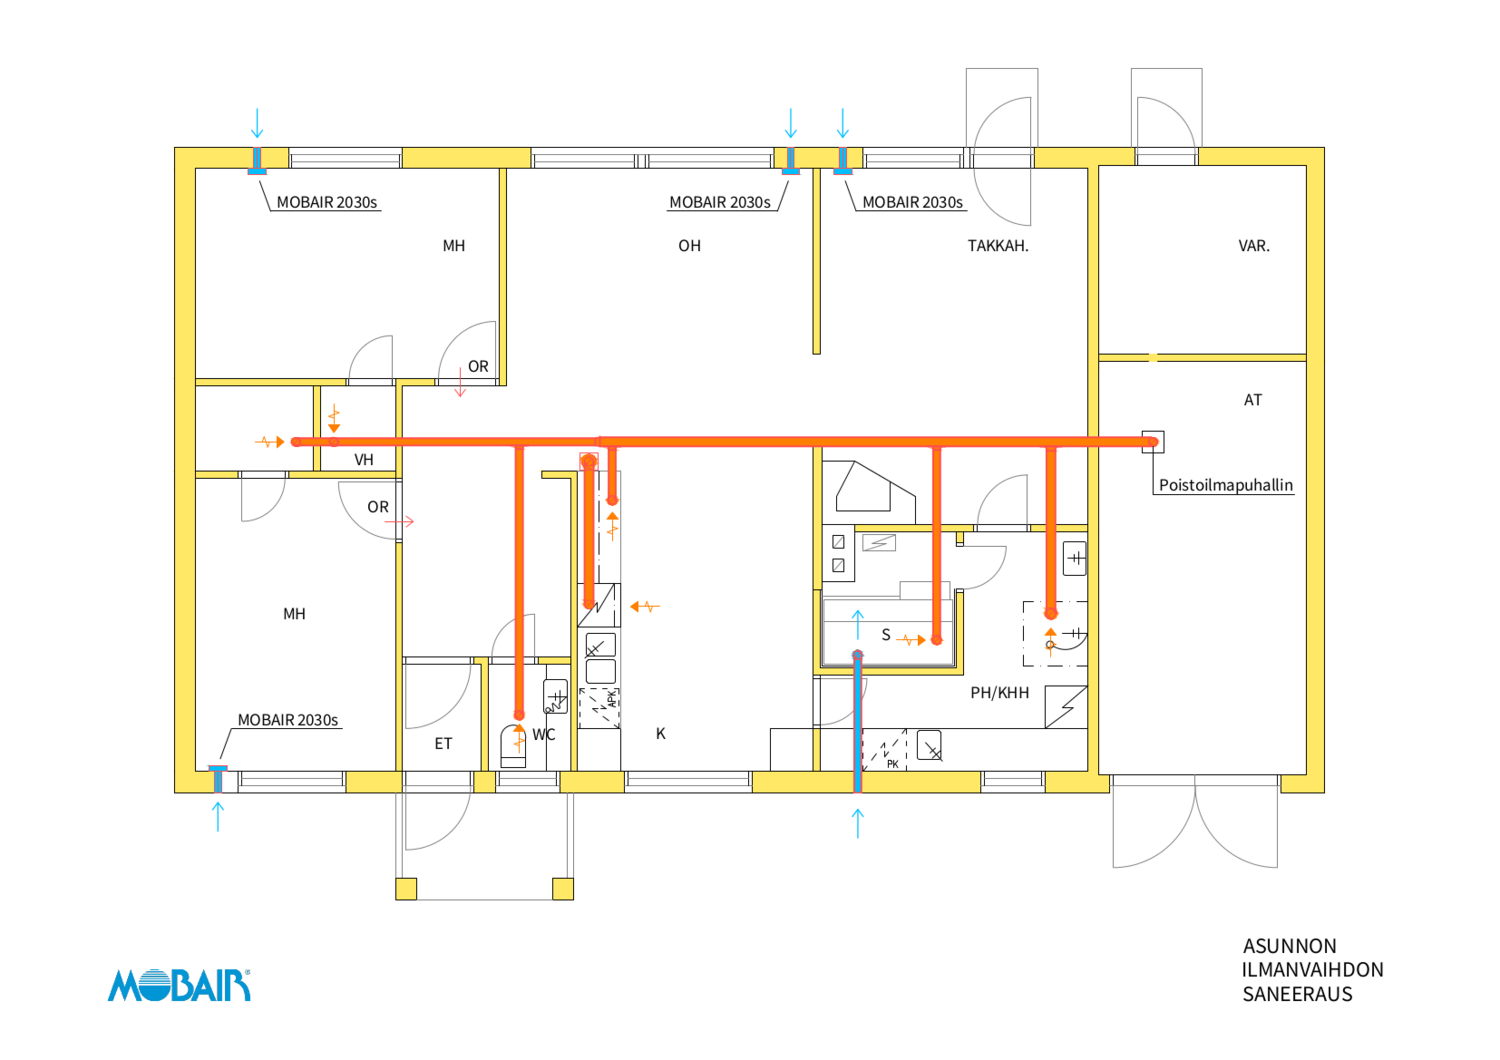 MOBAIR 2030s
MOBAIR 2030s
MOBAIR 2030s
MH
OH
TAKKAH.
VAR.
OR
AT
VH
Poistoilmapuhallin
OR
MH
S
PH/KHH
APK
MOBAIR 2030s
ET
WC
K
PK
ASUNNON
ILMANVAIHDON
SANEERAUS
MOBAIR®